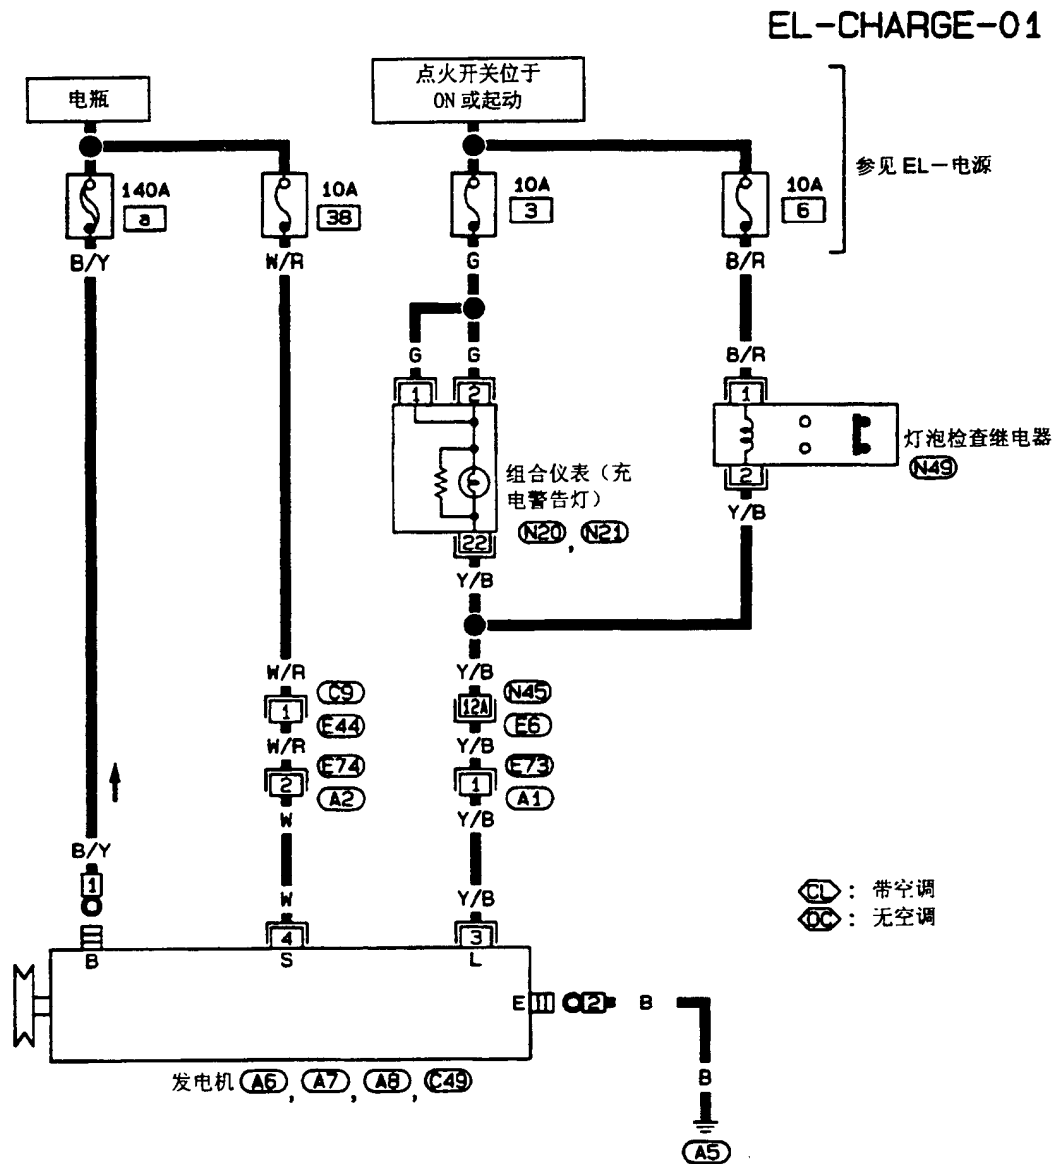 EL-CHARGE-01
电瓶
点火开关位于
ON或起动
参见EL-电源
140A
a
10A
38
10A
3
10A
6
B/Y
W/R
G
B/R
G
G
B/R
1
2
1
灯泡检查继电器
N49
组合仪表（充
电警告灯）
N20, N21
2
22
Y/B
Y/B
W/R
C9
Y/B
N45
1
E44
12A
E6
W/R
E74
Y/B
E73
2
A2
1
A1
W
Y/B
B/Y
1
W
Y/B
CL: 带空调
OC: 无空调
4
3
B
S
L
E
2
B
发电机 A6, A7, A8, C49
B
A5